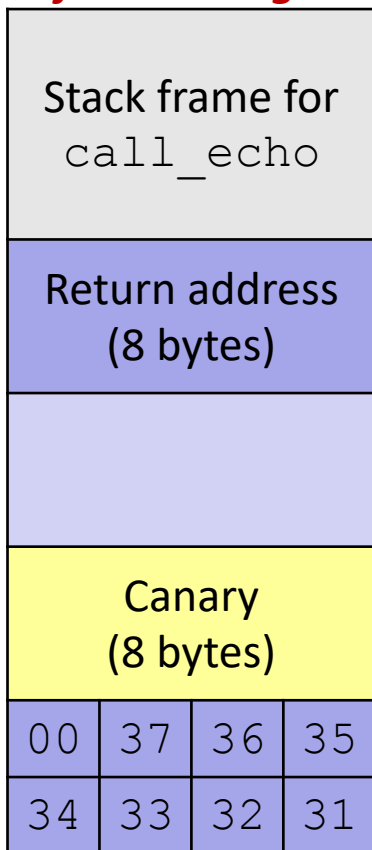 Stack frame for
call_echo
Return address
(8 bytes)
Canary
(8 bytes)
00 37 36 35
34 33 32 31